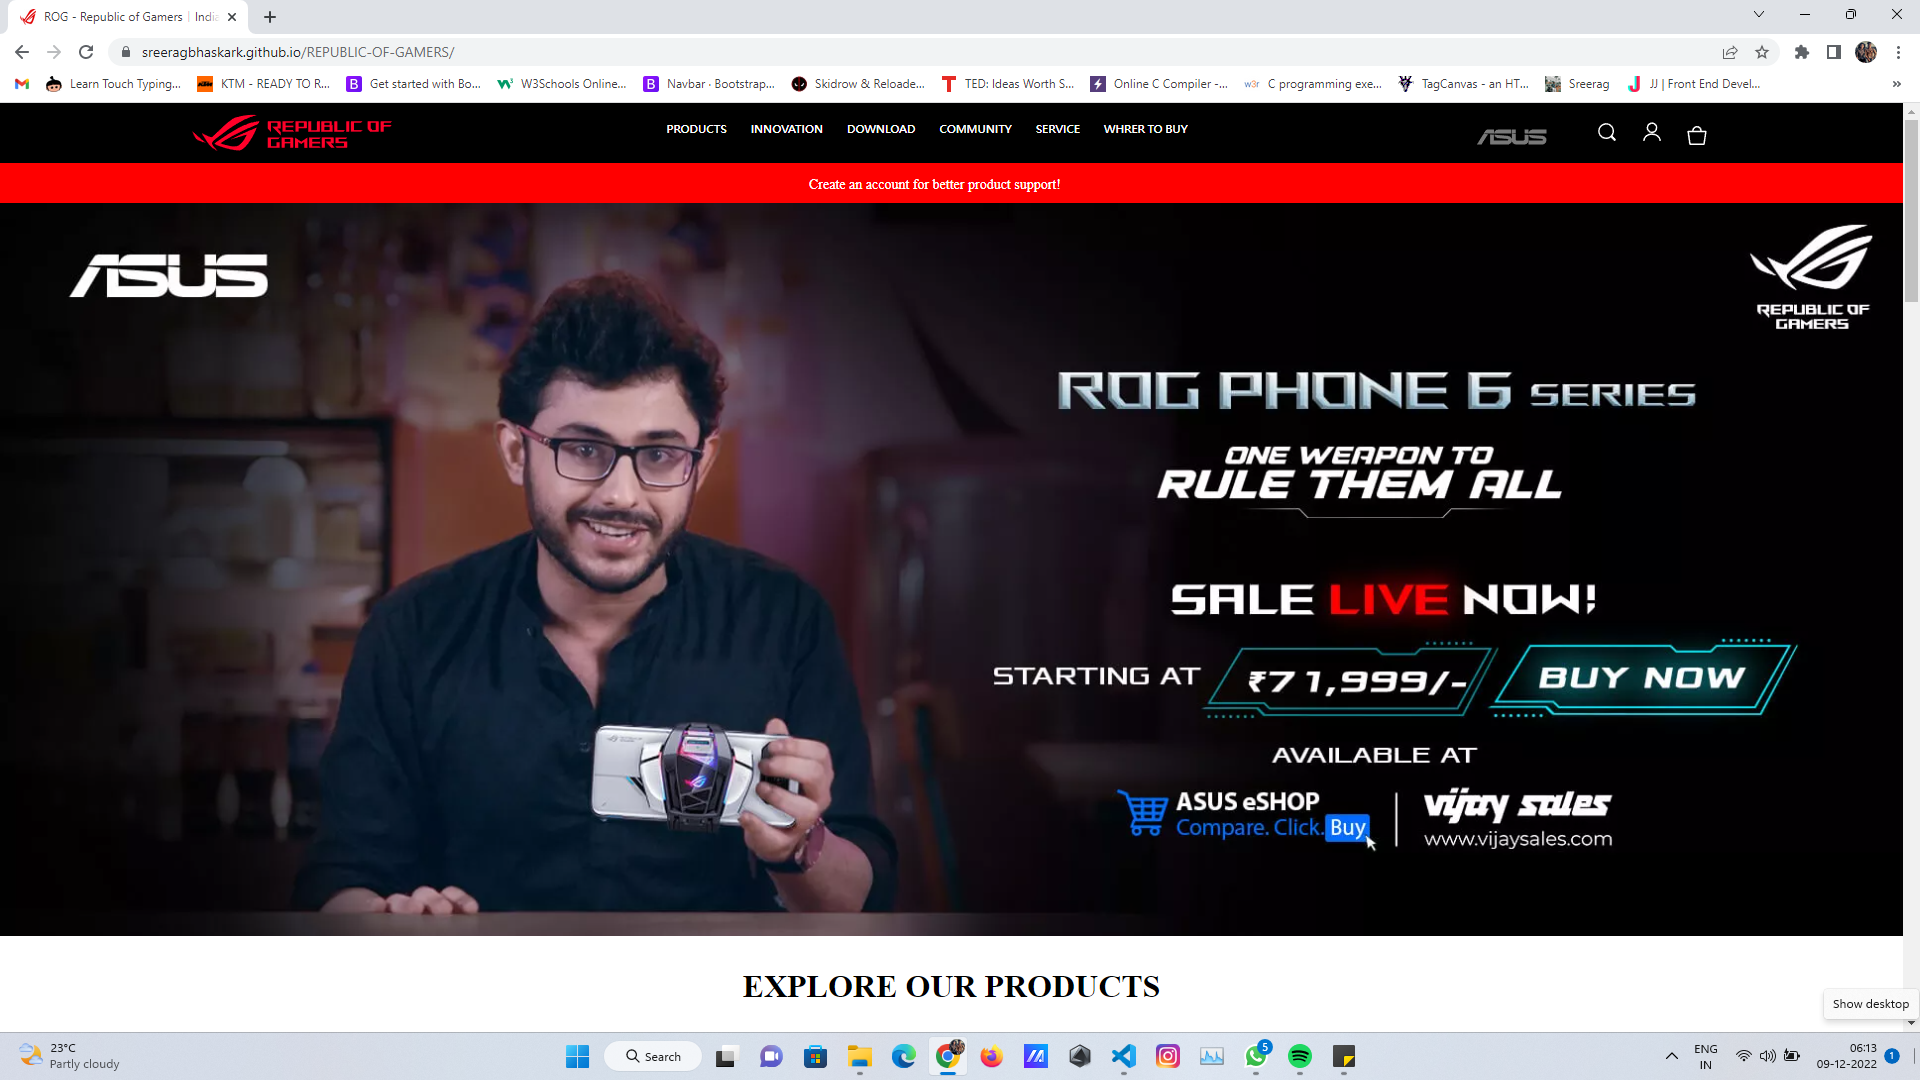 ROG - Republic of Gamers | India
sreeragbhaskark.github.io/REPUBLIC-OF-GAMERS/
Learn Touch Typing...
KTM - READY TO R...
Get started with Bo...
W3Schools Online...
Navbar · Bootstrap...
Skidrow & Reloade...
TED: Ideas Worth S...
Online C Compiler -...
w3r C programming exe...
TagCanvas - an HT...
Sreerag
JJ | Front End Devel...
REPUBLIC OF
GAMERS
PRODUCTS
INNOVATION
DOWNLOAD
COMMUNITY
SERVICE
WHRER TO BUY
ASUS
Create an account for better product support!
ASUS
REPUBLIC OF
GAMERS
ROG PHONE 6 SERIES
ONE WEAPON TO
RULE THEM ALL
SALE LIVE NOW!
STARTING AT ₹71,999/-
BUY NOW
AVAILABLE AT
ASUS eSHOP
Compare. Click. Buy
vijay sales
www.vijaysales.com
EXPLORE OUR PRODUCTS
Show desktop
23°C
Partly cloudy
Search
5
ENG
IN
06:13
09-12-2022
1